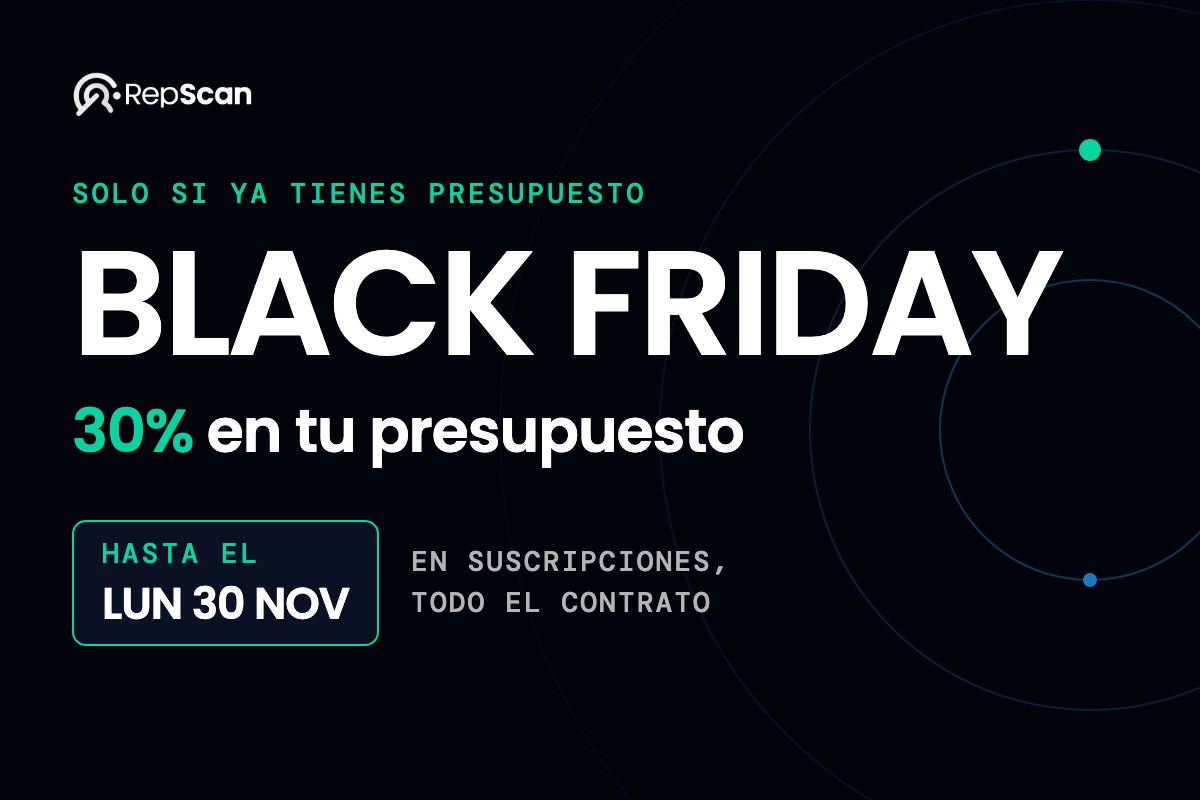 RepScan
SOLO SI YA TIENES PRESUPUESTO
BLACK FRIDAY
30% en tu presupuesto
HASTA EL
LUN 30 NOV
EN SUSCRIPCIONES,
TODO EL CONTRATO